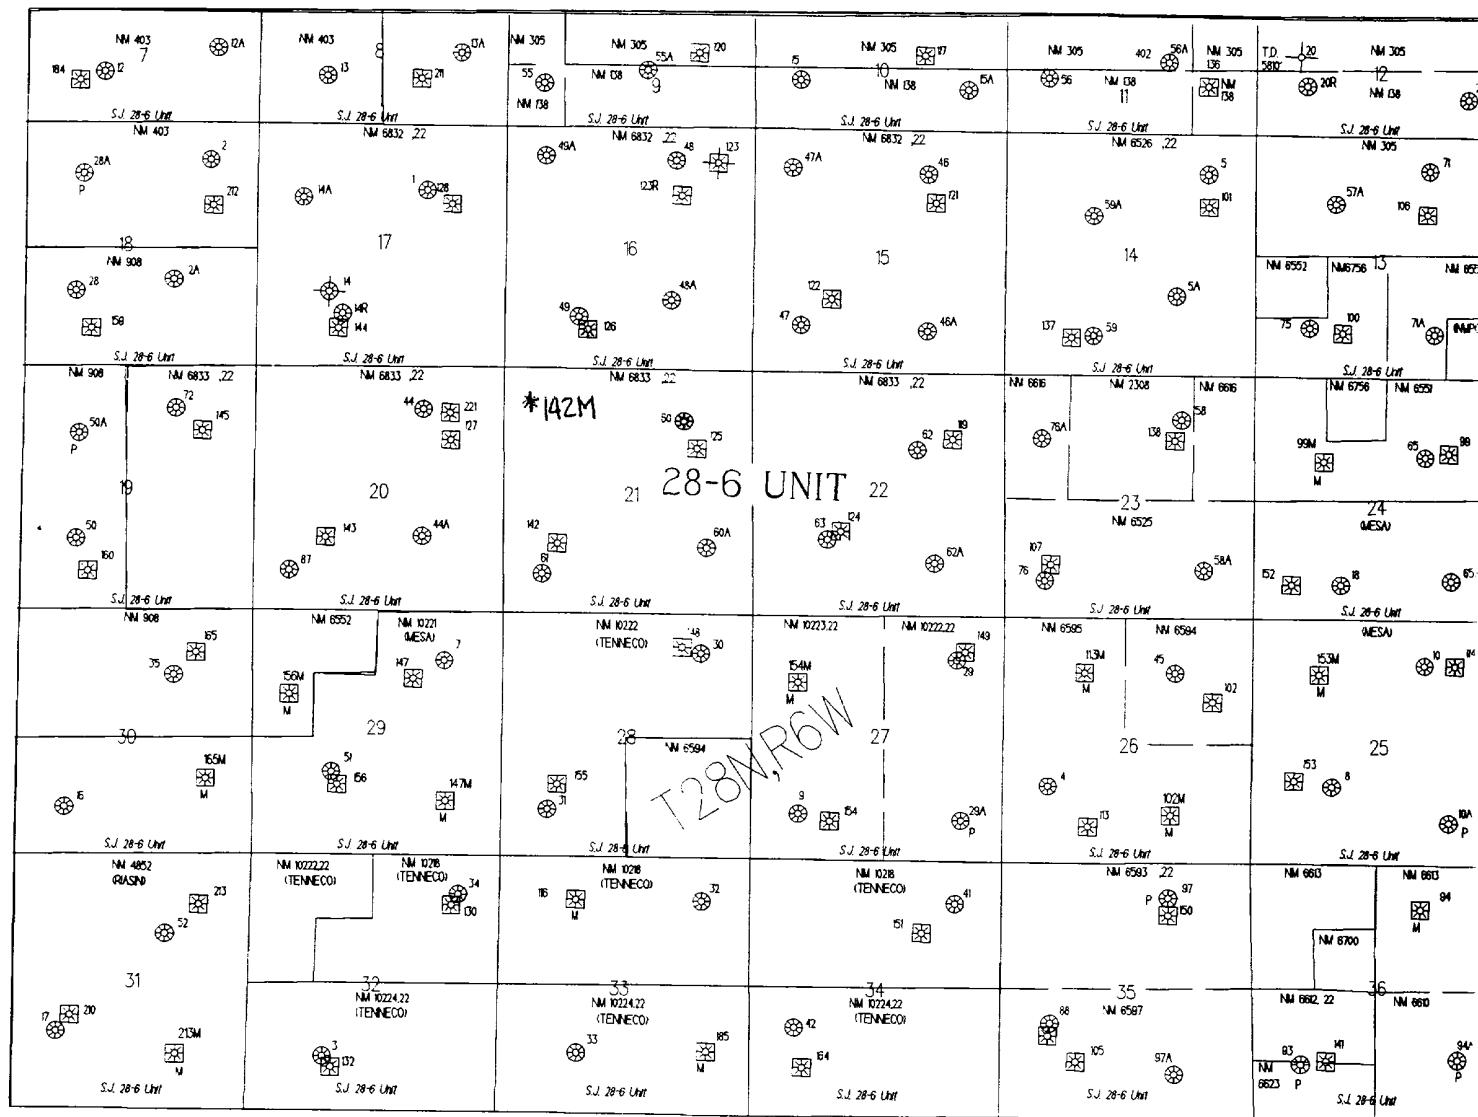 NM 403
7
12A
184
12
S.J. 28-6 Unit
NM 403
8
13A
13
211
S.J. 28-6 Unit
NM 305
NM 305
120
55A
55
NM 138
9
NM 138
S.J. 28-6 Unit
NM 305
117
15
10
NM 138
15A
S.J. 28-6 Unit
NM 305
402
56A
NM 305
136
56
NM 138
NM 138
11
S.J. 28-6 Unit
T.D. 5810'
20
NM 305
12
20R
NM 138
S.J. 28-6 Unit
NM 403
28A
P
2
212
18
NM 908
28
2A
159
S.J. 28-6 Unit
NM 6832 ,22
14A
1
128
17
14
14R
144
S.J. 28-6 Unit
NM 6832 ,22
49A
48
123
123R
16
48A
49
126
S.J. 28-6 Unit
NM 6832 ,22
47A
46
121
15
122
47
46A
S.J. 28-6 Unit
NM 6526 ,22
5
59A
101
14
5A
137
59
S.J. 28-6 Unit
NM 305
71
57A
106
NM 6552
NM6756
13
75
100
71A
S.J. 28-6 Unit
NM 908
NM 6833 ,22
72
50A
P
145
19
50
160
S.J. 28-6 Unit
NM 6833 ,22
44
221
127
20
143
44A
87
S.J. 28-6 Unit
NM 6833 ,22
*142M
60
125
21
142
61
60A
S.J. 28-6 Unit
28-6 UNIT
NM 6833 ,22
62
119
22
124
63
62A
S.J. 28-6 Unit
NM 6616
NM 2308
NM 6616
76A
58
138
23
NM 6525
107
76
58A
S.J. 28-6 Unit
NM 6756
NM 6551
99M
M
65
99
24
(MESA)
152
18
65
S.J. 28-6 Unit
NM 908
165
35
30
165M
M
16
NM 6552
NM 10221
(MESA)
7
147
156M
M
29
51
156
147M
M
S.J. 28-6 Unit
NM 10222
(TENNECO)
148
30
28
NM 6594
155
31
S.J. 28-6 Unit
T28N,R6W
NM 10223,22
NM 10222,22
149
29
154M
M
27
9
154
29A
P
S.J. 28-6 Unit
NM 6595
NM 6594
113M
M
45
102
26
4
102M
M
113
S.J. 28-6 Unit
(MESA)
153M
M
10
25
153
8
10A
P
S.J. 28-6 Unit
NM 4852
213
52
31
210
17
213M
M
S.J. 28-6 Unit
NM 10222,22
(TENNECO)
NM 10218
(TENNECO)
34
130
32
NM 10224,22
(TENNECO)
3
132
S.J. 28-6 Unit
NM 10218
(TENNECO)
116
M
32
33
NM 10224,22
(TENNECO)
33
185
M
S.J. 28-6 Unit
NM 10218
(TENNECO)
41
151
34
NM 10224,22
(TENNECO)
42
164
S.J. 28-6 Unit
NM 6593 ,22
97
P
150
35
NM 6597
88
105
97A
S.J. 28-6 Unit
NM 6613
NM 6613
94
M
NM 6700
36
NM 6612, 22
NM 6610
93
P
141
94A
P
NM 6623
S.J. 28-6 Unit